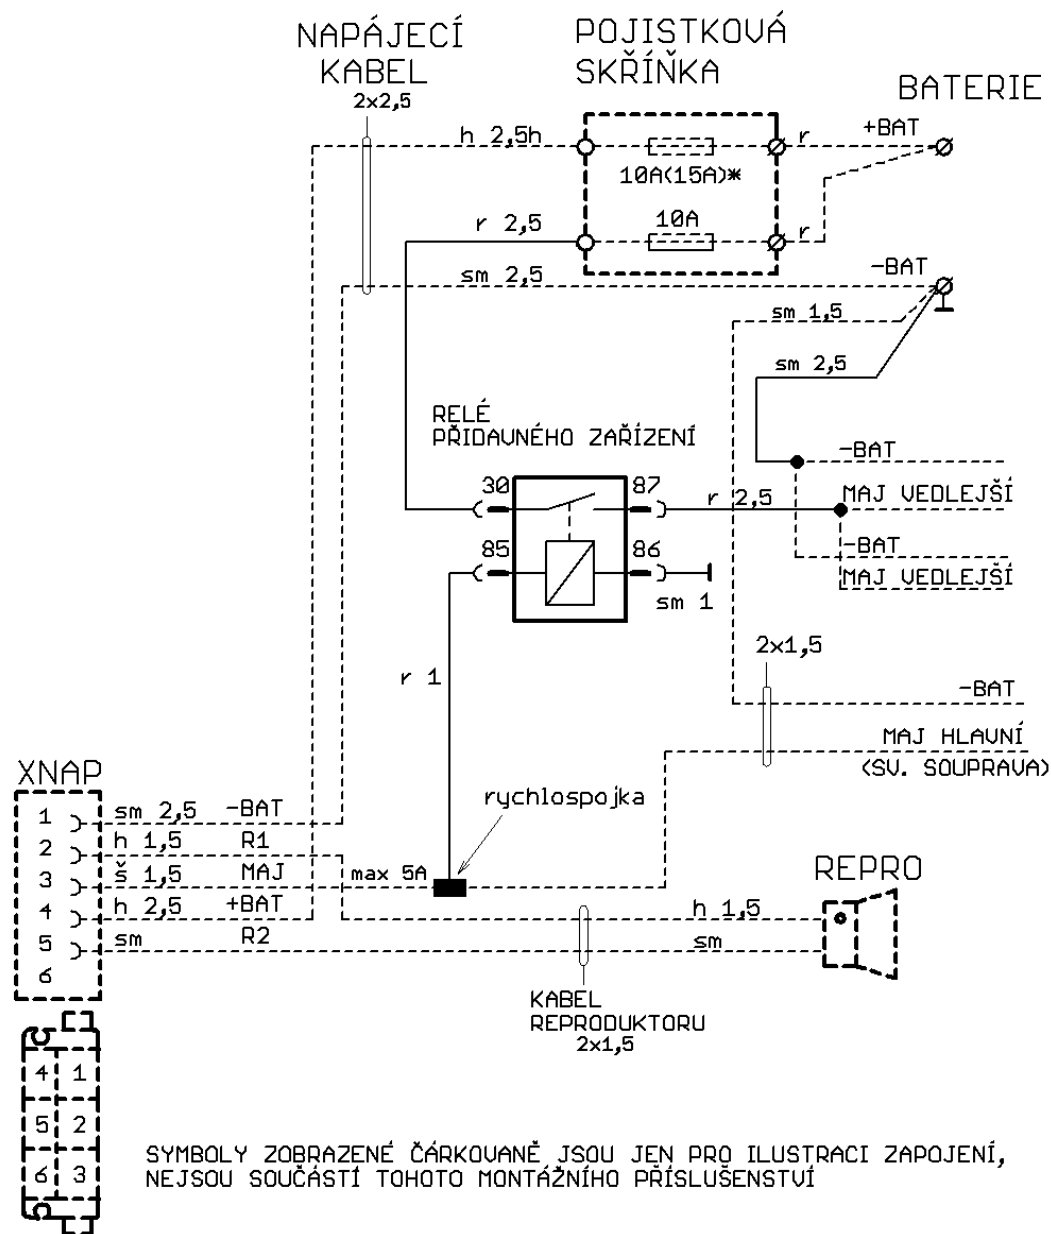 NAPÁJECÍ
KABEL
2x2,5
POJISTKOVÁ
SKŘÍŇKA
BATERIE
h 2,5h
r
+BAT
10A(15A)*
r 2,5
10A
r
sm 2,5
-BAT
sm 1,5
sm 2,5
RELÉ
PŘIDAVNÉHO ZAŘÍZENÍ
-BAT
30
87
r 2,5
MAJ VEDLEJŠÍ
85
86
-BAT
MAJ VEDLEJŠÍ
sm 1
2x1,5
r 1
-BAT
MAJ HLAVNÍ
(SV. SOUPRAVA)
XNAP
rychlospojka
1
sm 2,5
-BAT
2
h 1,5
R1
3
š 1,5
MAJ
max 5A
REPRO
4
h 2,5
+BAT
h 1,5
5
sm
R2
sm
6
KABEL
REPRODUKTORU
2x1,5
4 1
5 2
6 3
SYMBOLY ZOBRAZENÉ ČÁRKOVANĚ JSOU JEN PRO ILUSTRACI ZAPOJENÍ,
NEJSOU SOUČÁSTÍ TOHOTO MONTÁŽNÍHO PŘÍSLUŠENSTVÍ